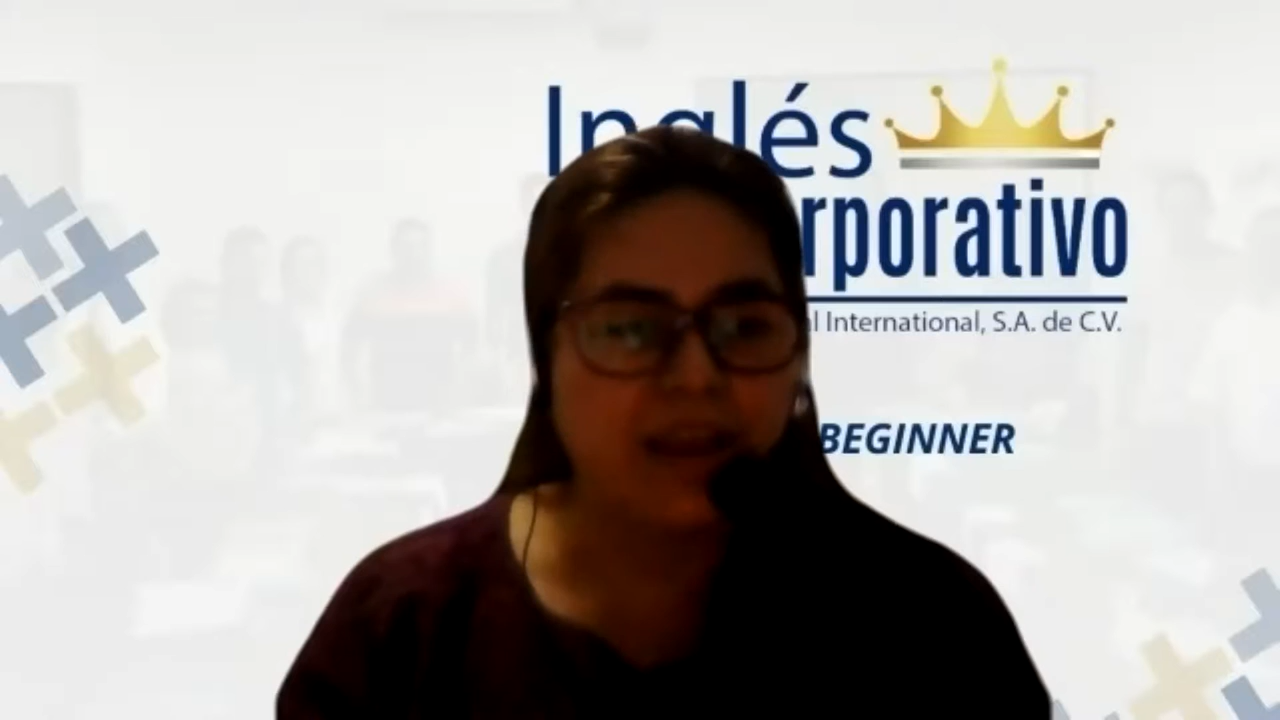 Inglés
rporativo
l International, S.A. de C.V.
BEGINNER